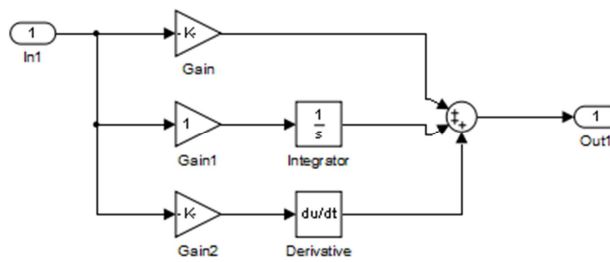 1
In1
-K-
Gain
1
Gain1
1
s
Integrator
1
Out1
-K-
Gain2
du/dt
Derivative